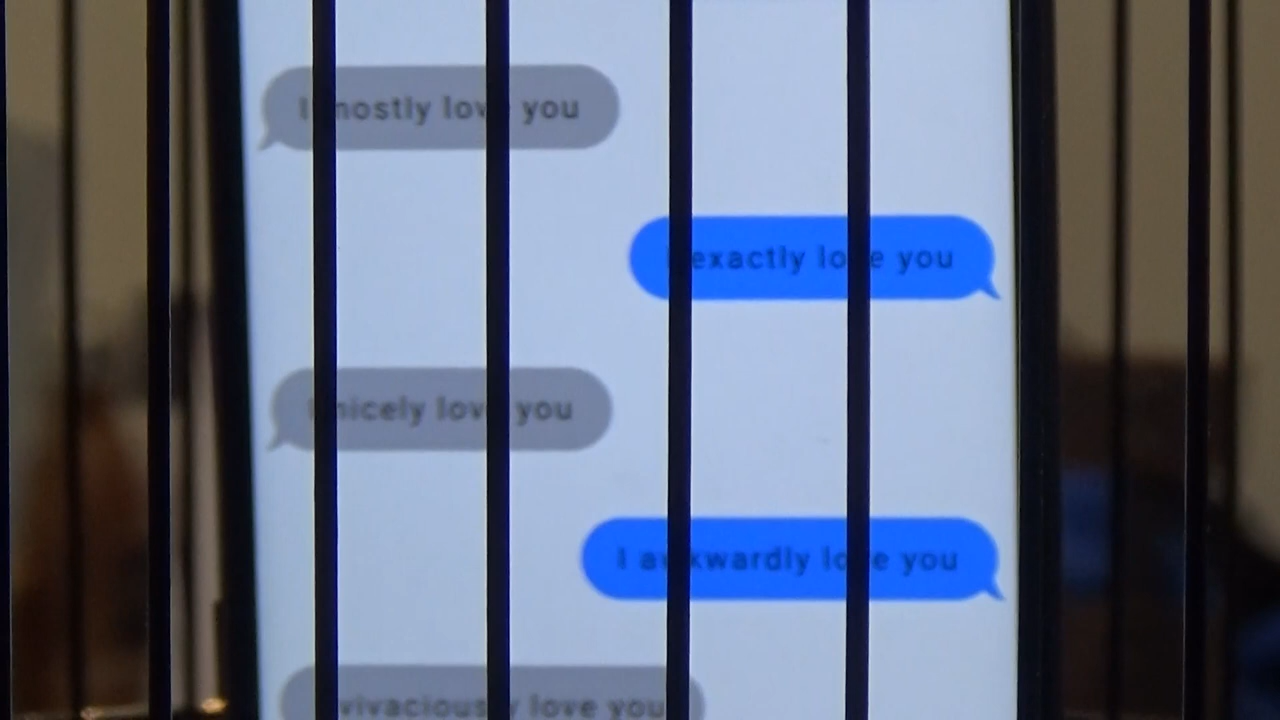 I mostly love you
I exactly love you
I nicely love you
I awkwardly love you
vivaciously love you